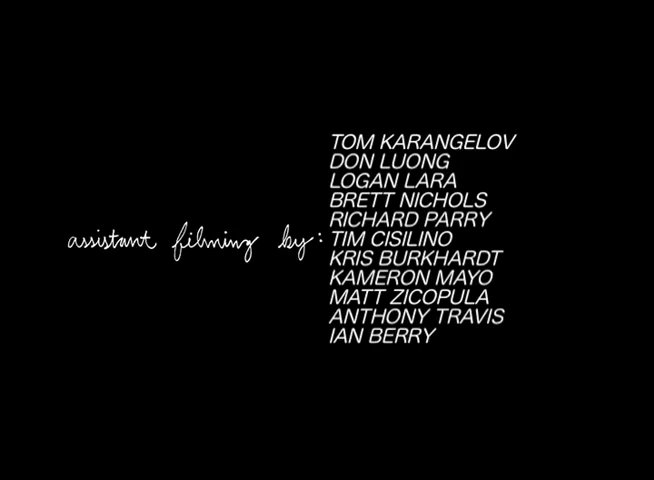 TOM KARANGELOV
DON LUONG
LOGAN LARA
BRETT NICHOLS
RICHARD PARRY
assistant filming by: TIM CISILINO
KRIS BURKHARDT
KAMERON MAYO
MATT ZICOPULA
ANTHONY TRAVIS
IAN BERRY